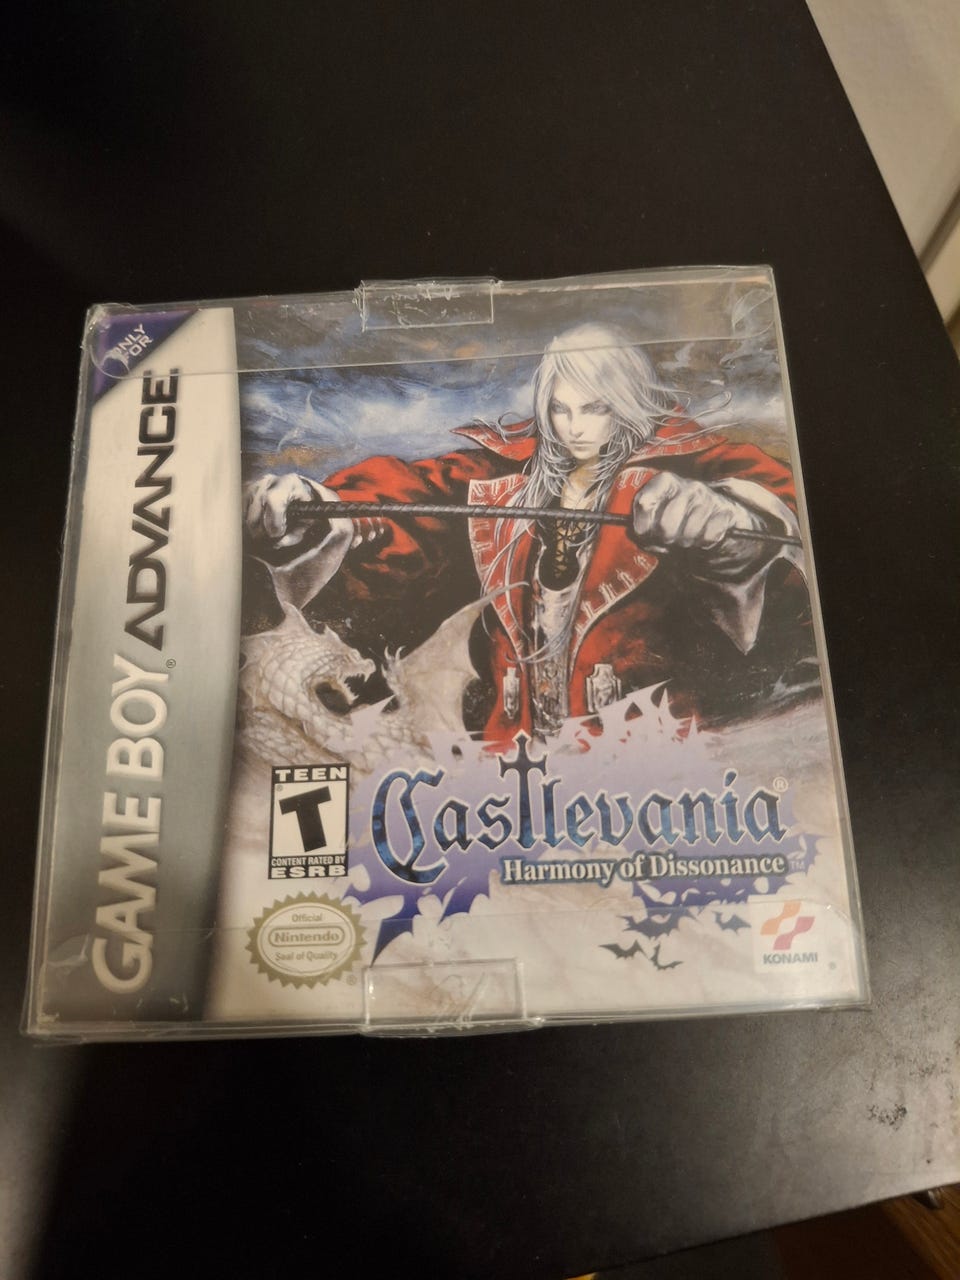 ONLY
FOR
GAME BOY ADVANCE
®
TEEN
®
T
CONTENT RATED BY
ESRB
Castlevania®
Harmony of Dissonance™
Official
Nintendo
Seal of Quality
®
KONAMI
®